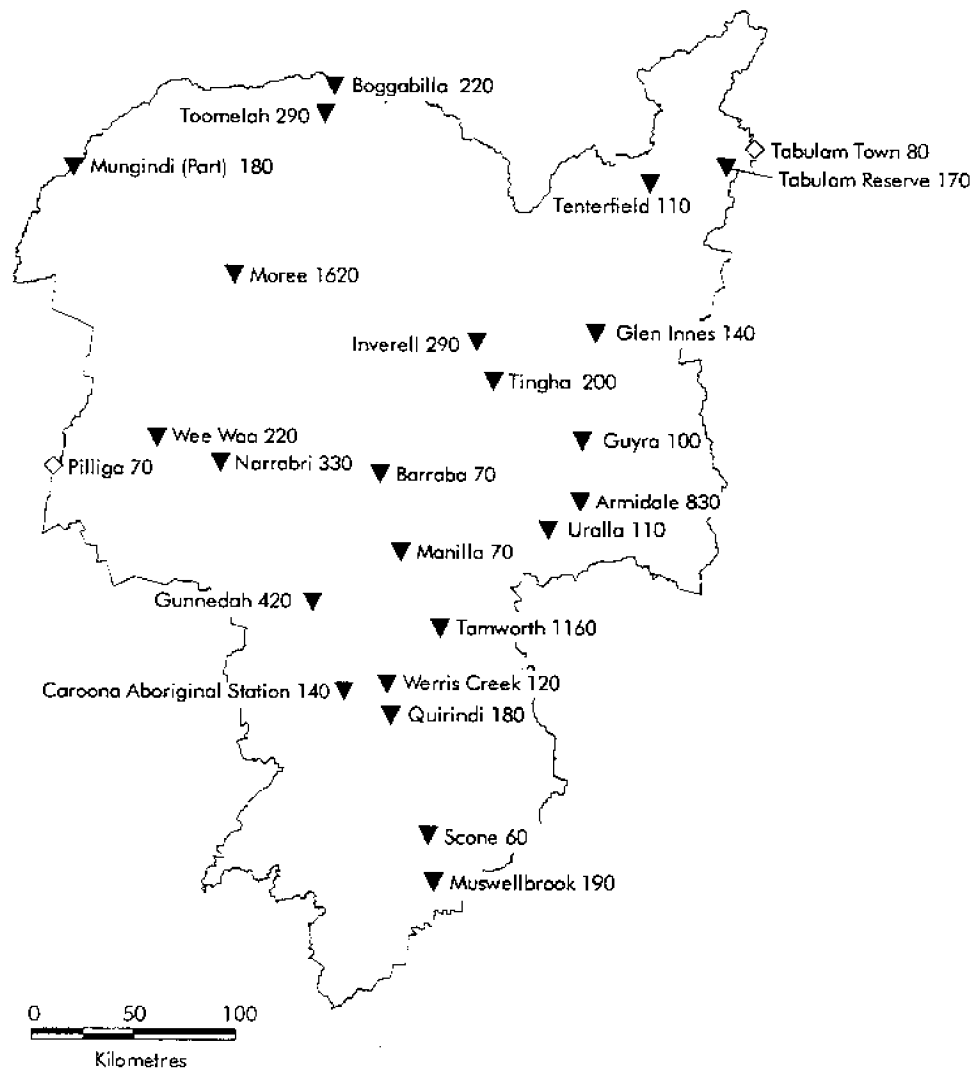 Boggabilla 220
Toomelah 290
Tabulam Town 80
Mungindi (Part) 180
Tabulam Reserve 170
Tenterfield 110
Moree 1620
Glen Innes 140
Inverell 290
Tingha 200
Wee Waa 220
Guyra 100
Pilliga 70
Narrabri 330
Barraba 70
Armidale 830
Uralla 110
Manilla 70
Gunnedah 420
Tamworth 1160
Werris Creek 120
Caroona Aboriginal Station 140
Quirindi 180
Scone 60
Muswellbrook 190
0 50 100
Kilometres